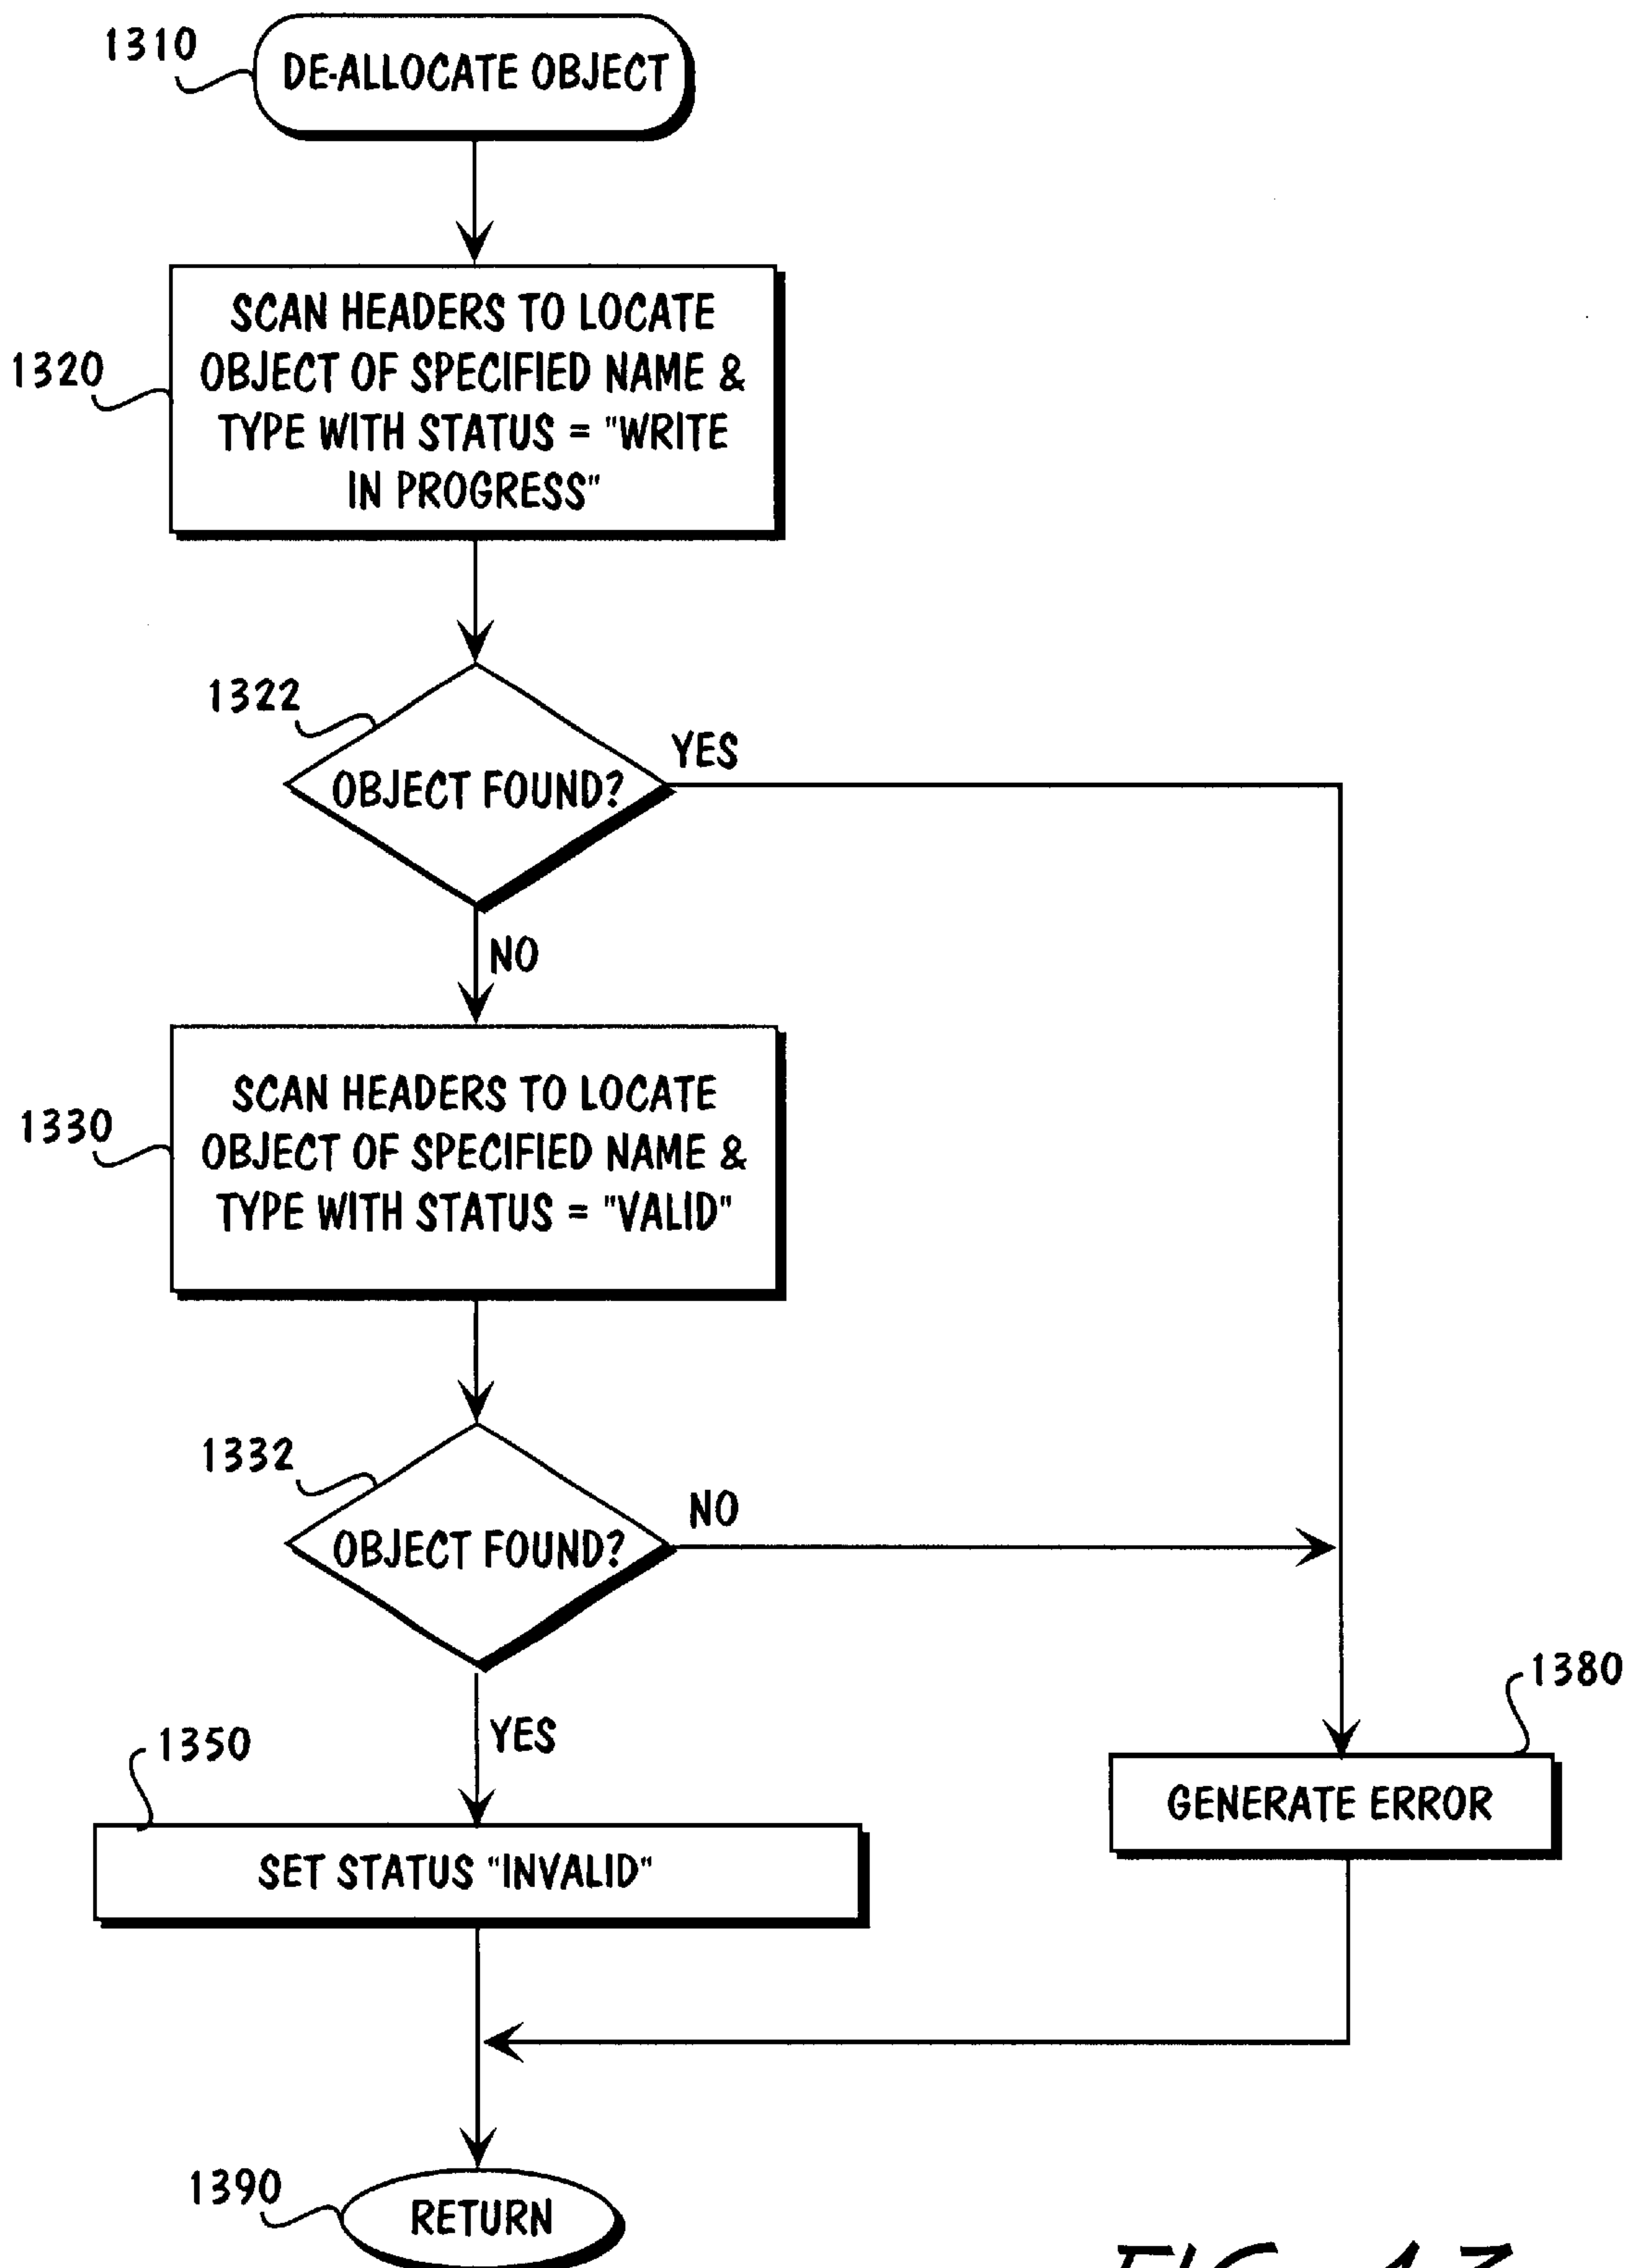 1310
DE-ALLOCATE OBJECT
1320
SCAN HEADERS TO LOCATE
OBJECT OF SPECIFIED NAME &
TYPE WITH STATUS = "WRITE
IN PROGRESS"
1322
OBJECT FOUND?
YES
NO
1330
SCAN HEADERS TO LOCATE
OBJECT OF SPECIFIED NAME &
TYPE WITH STATUS = "VALID"
1332
OBJECT FOUND?
NO
YES
1350
SET STATUS "INVALID"
1380
GENERATE ERROR
1390
RETURN